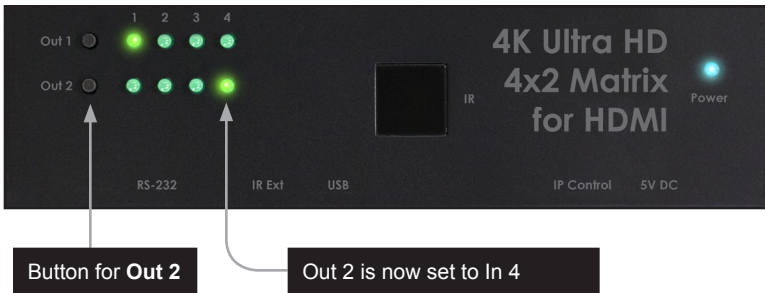 1 2 3 4
Out 1
Out 2
4K Ultra HD
4x2 Matrix
for HDMI
IR
Power
RS-232 IR Ext USB IP Control 5V DC
Button for Out 2
Out 2 is now set to In 4